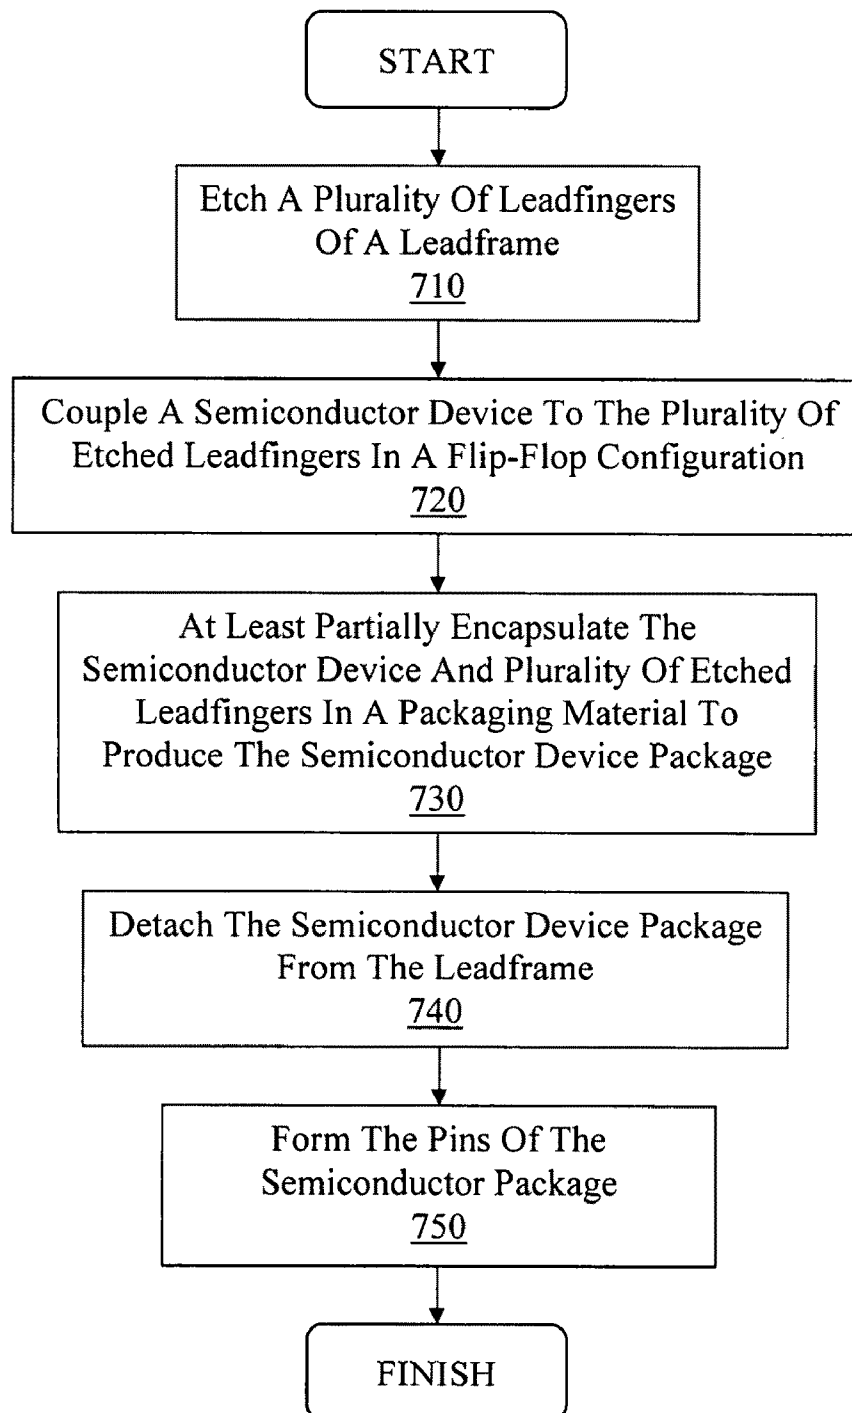 START
Etch A Plurality Of Leadfingers
Of A Leadframe
710
Couple A Semiconductor Device To The Plurality Of
Etched Leadfingers In A Flip-Flop Configuration
720
At Least Partially Encapsulate The
Semiconductor Device And Plurality Of Etched
Leadfingers In A Packaging Material To
Produce The Semiconductor Device Package
730
Detach The Semiconductor Device Package
From The Leadframe
740
Form The Pins Of The
Semiconductor Package
750
FINISH